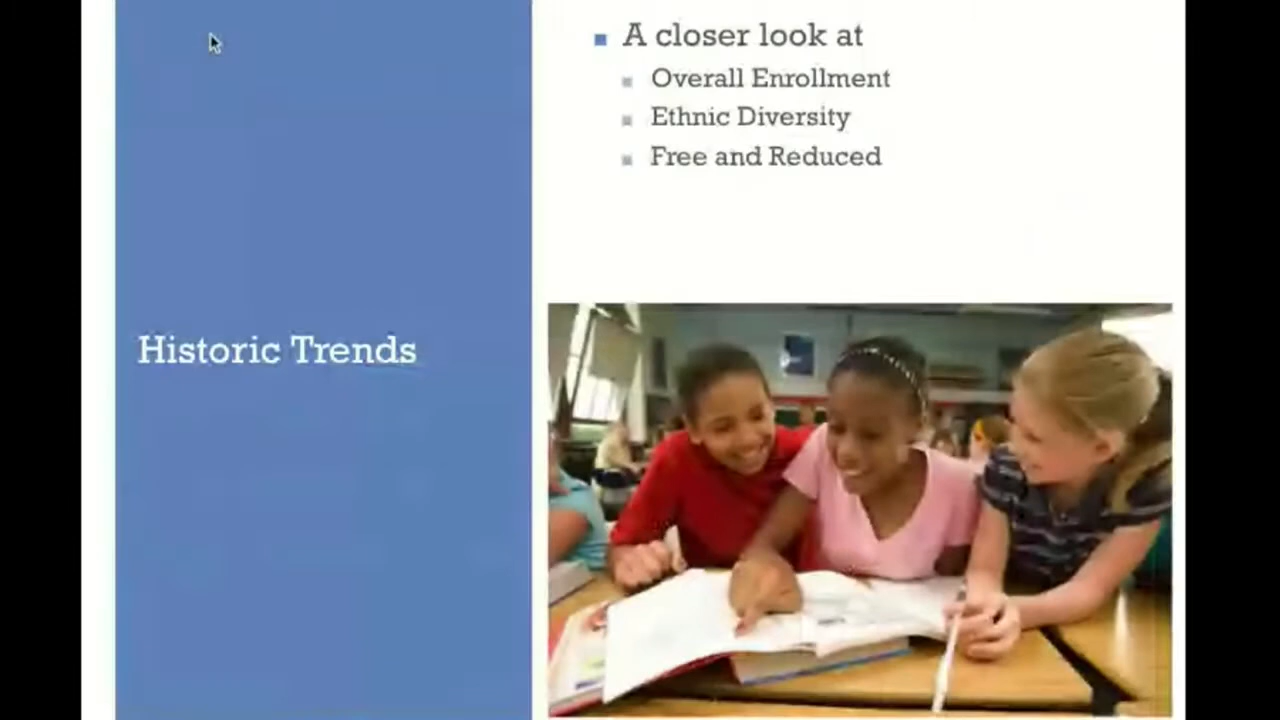 A closer look at
Overall Enrollment
Ethnic Diversity
Free and Reduced
Historic Trends